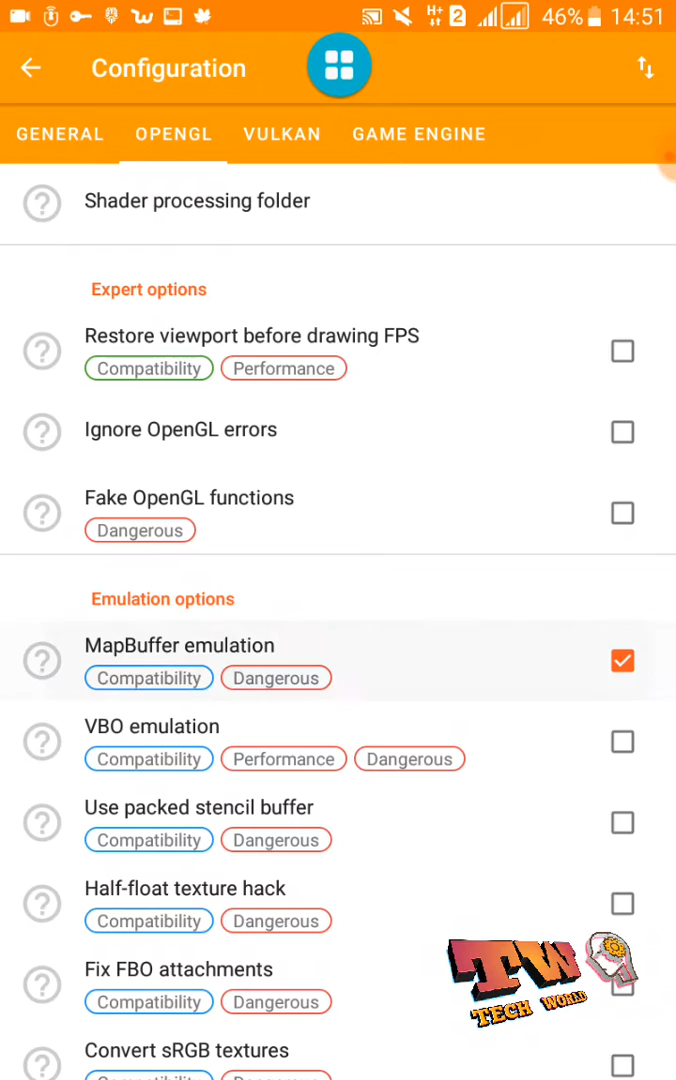 H+ 2 46% 14:51
Configuration
GENERAL OPENGL VULKAN GAME ENGINE
Shader processing folder
Expert options
Restore viewport before drawing FPS
Compatibility Performance
Ignore OpenGL errors
Fake OpenGL functions
Dangerous
Emulation options
MapBuffer emulation
Compatibility Dangerous
VBO emulation
Compatibility Performance Dangerous
Use packed stencil buffer
Compatibility Dangerous
Half-float texture hack
Compatibility Dangerous
Fix FBO attachments
Compatibility Dangerous
TW
TECH WORLD
Convert sRGB textures
Compatibility Dangerous